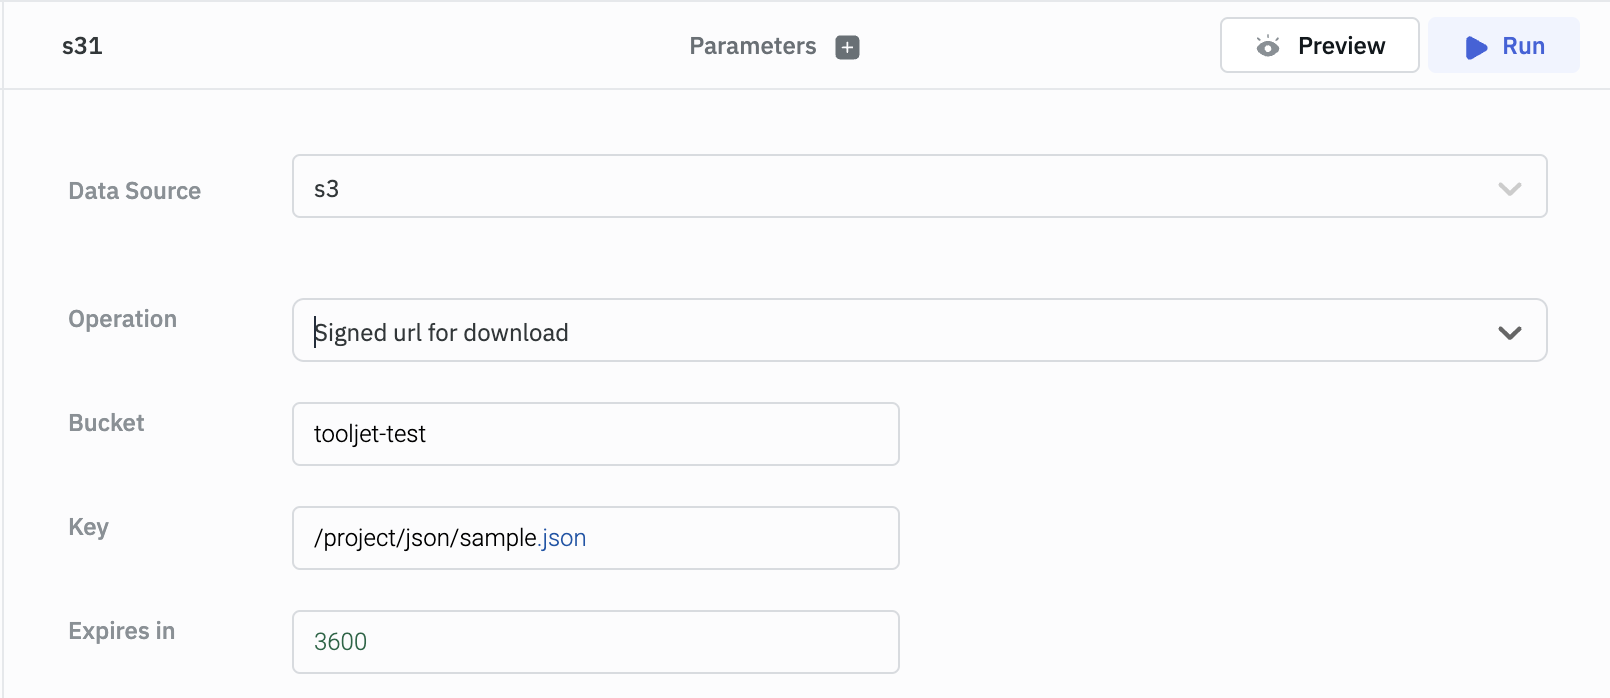 s31
Parameters
Preview
Run
Data Source
s3
Operation
Signed url for download
Bucket
tooljet-test
Key
/project/json/sample.json
Expires in
3600